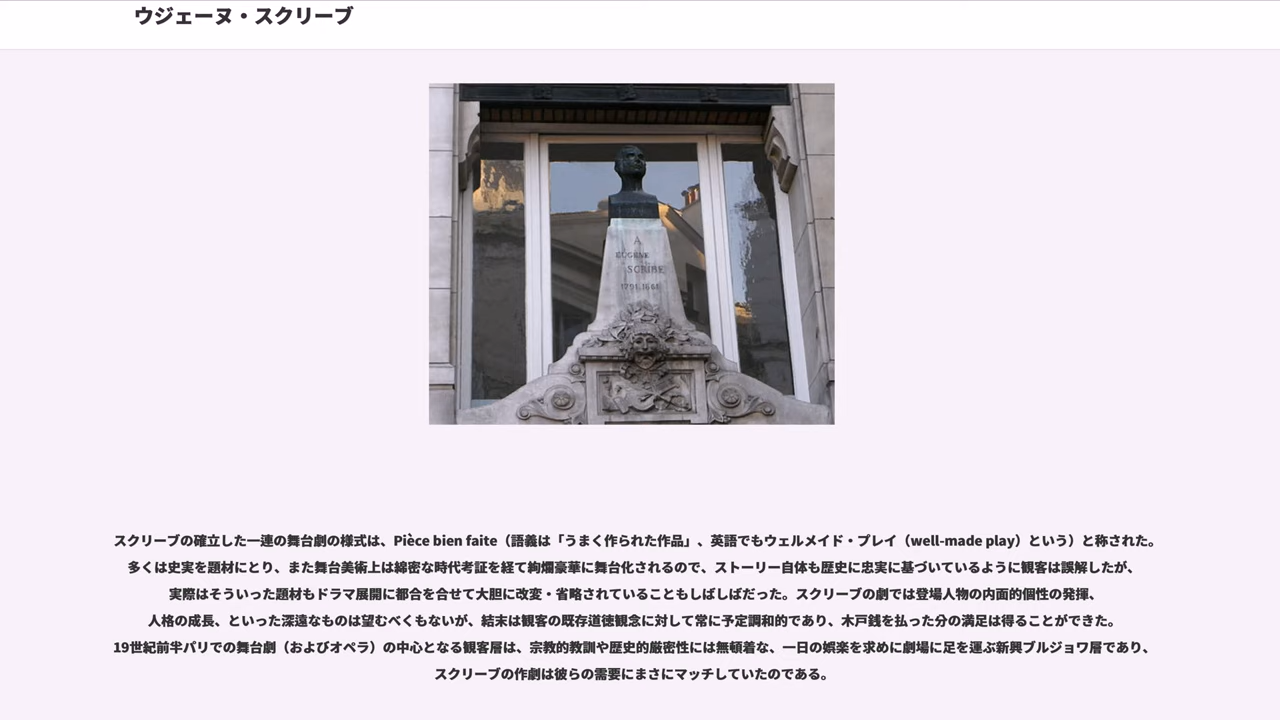 ウジェーヌ・スクリーブ
A
EUGÈNE
SCRIBE
1791-1861
スクリーブの確立した一連の舞台劇の様式は、Pièce bien faite（語義は「うまく作られた作品」、英語でもウェルメイド・プレイ（well-made play）という）と称された。
多くは史実を題材にとり、また舞台美術上は綿密な時代考証を経て絢爛豪華に舞台化されるので、ストーリー自体も歴史に忠実に基づいているように観客は誤解したが、
実際はそういった題材もドラマ展開に都合を合せて大胆に改変・省略されていることもしばしばだった。スクリーブの劇では登場人物の内面的個性の発揮、
人格の成長、といった深遠なものは望むべくもないが、結末は観客の既存道徳観念に対して常に予定調和的であり、木戸銭を払った分の満足は得ることができた。
19世紀前半パリでの舞台劇（およびオペラ）の中心となる観客層は、宗教的教訓や歴史的厳密性には無頓着な、一日の娯楽を求めに劇場に足を運ぶ新興ブルジョワ層であり、
スクリーブの作劇は彼らの需要にまさにマッチしていたのである。